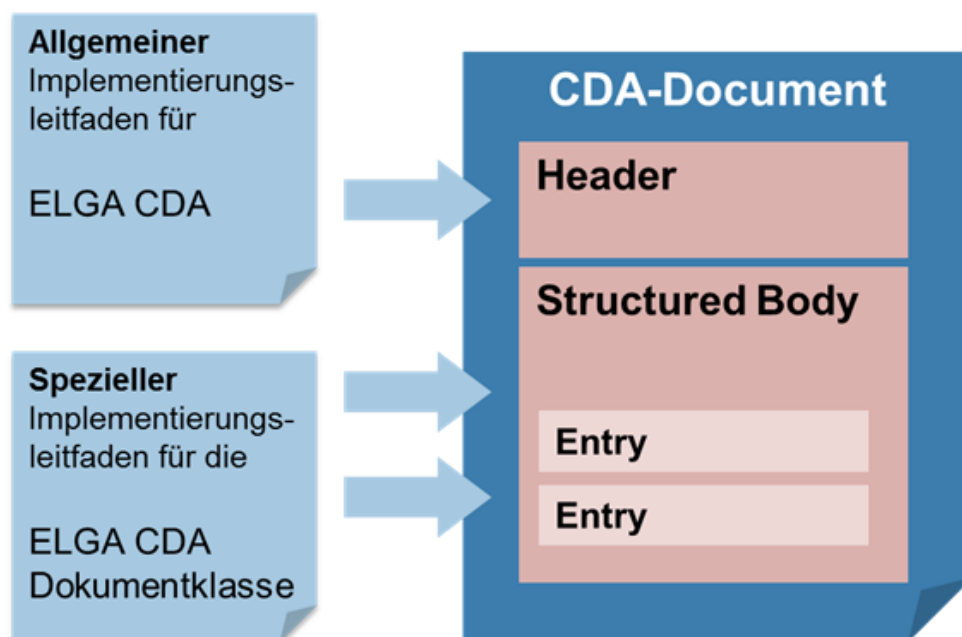 Allgemeiner
Implementierungs-
leitfaden für
ELGA CDA
Spezieller
Implementierungs-
leitfaden für die
ELGA CDA
Dokumentklasse
CDA-Document
Header
Structured Body
Entry
Entry